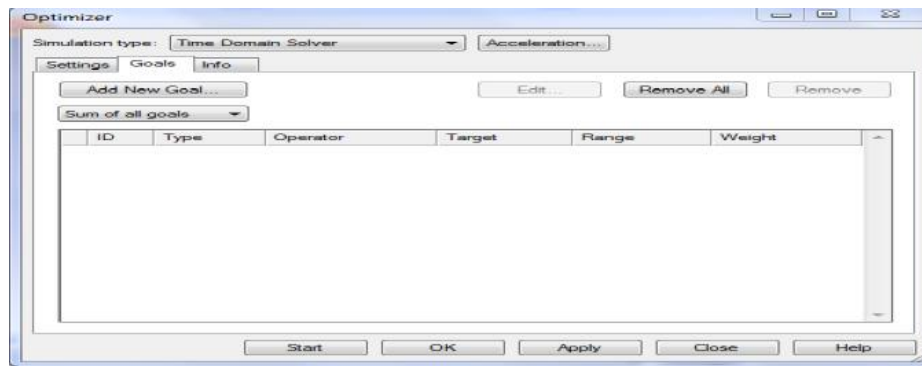 Optimizer
Simulation type: Time Domain Solver Acceleration...
Settings Goals Info
Add New Goal... Edit... Remove All Remove
Sum of all goals
ID Type Operator Target Range Weight
Start OK Apply Close Help